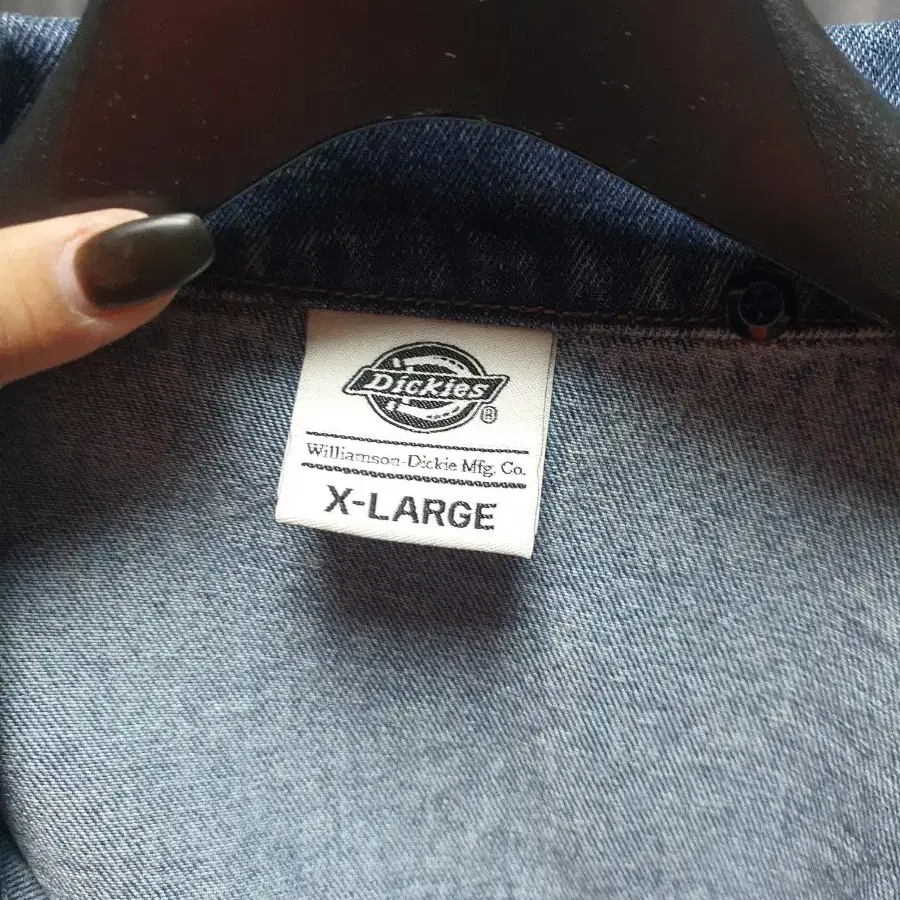 Dickies®
Williamson-Dickie Mfg. Co.
X-LARGE